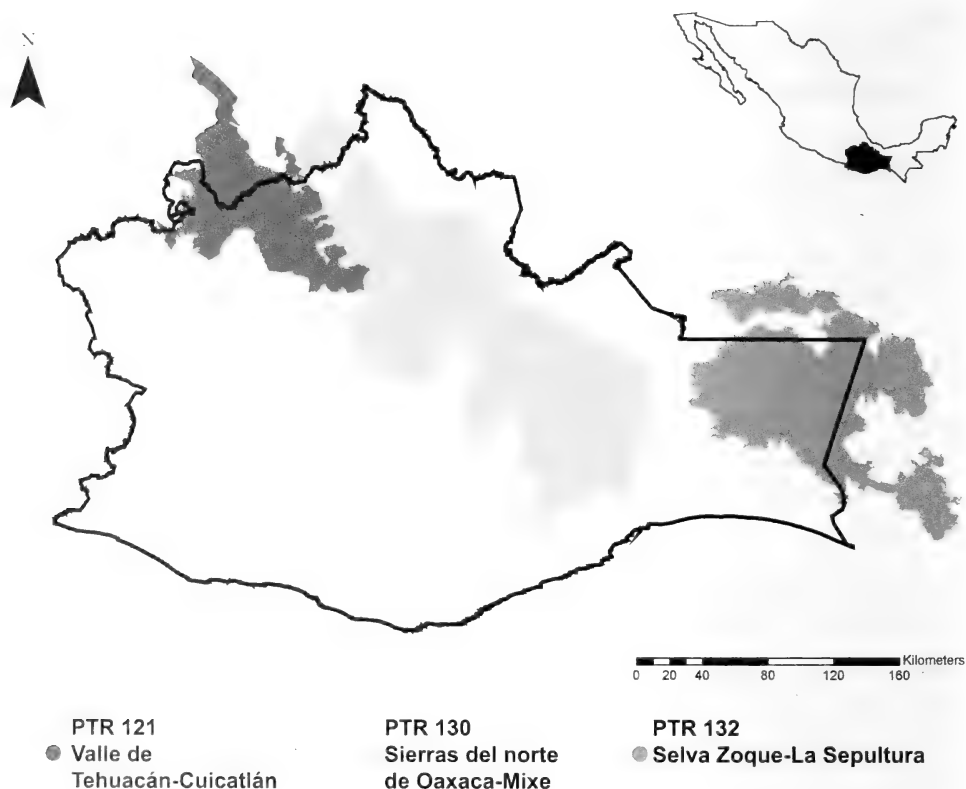 N
Kilometers
0 20 40 80 120 160
PTR 121
Valle de
Tehuacán-Cuicatlán
PTR 130
Sierras del norte
de Oaxaca-Mixe
PTR 132
Selva Zoque-La Sepultura